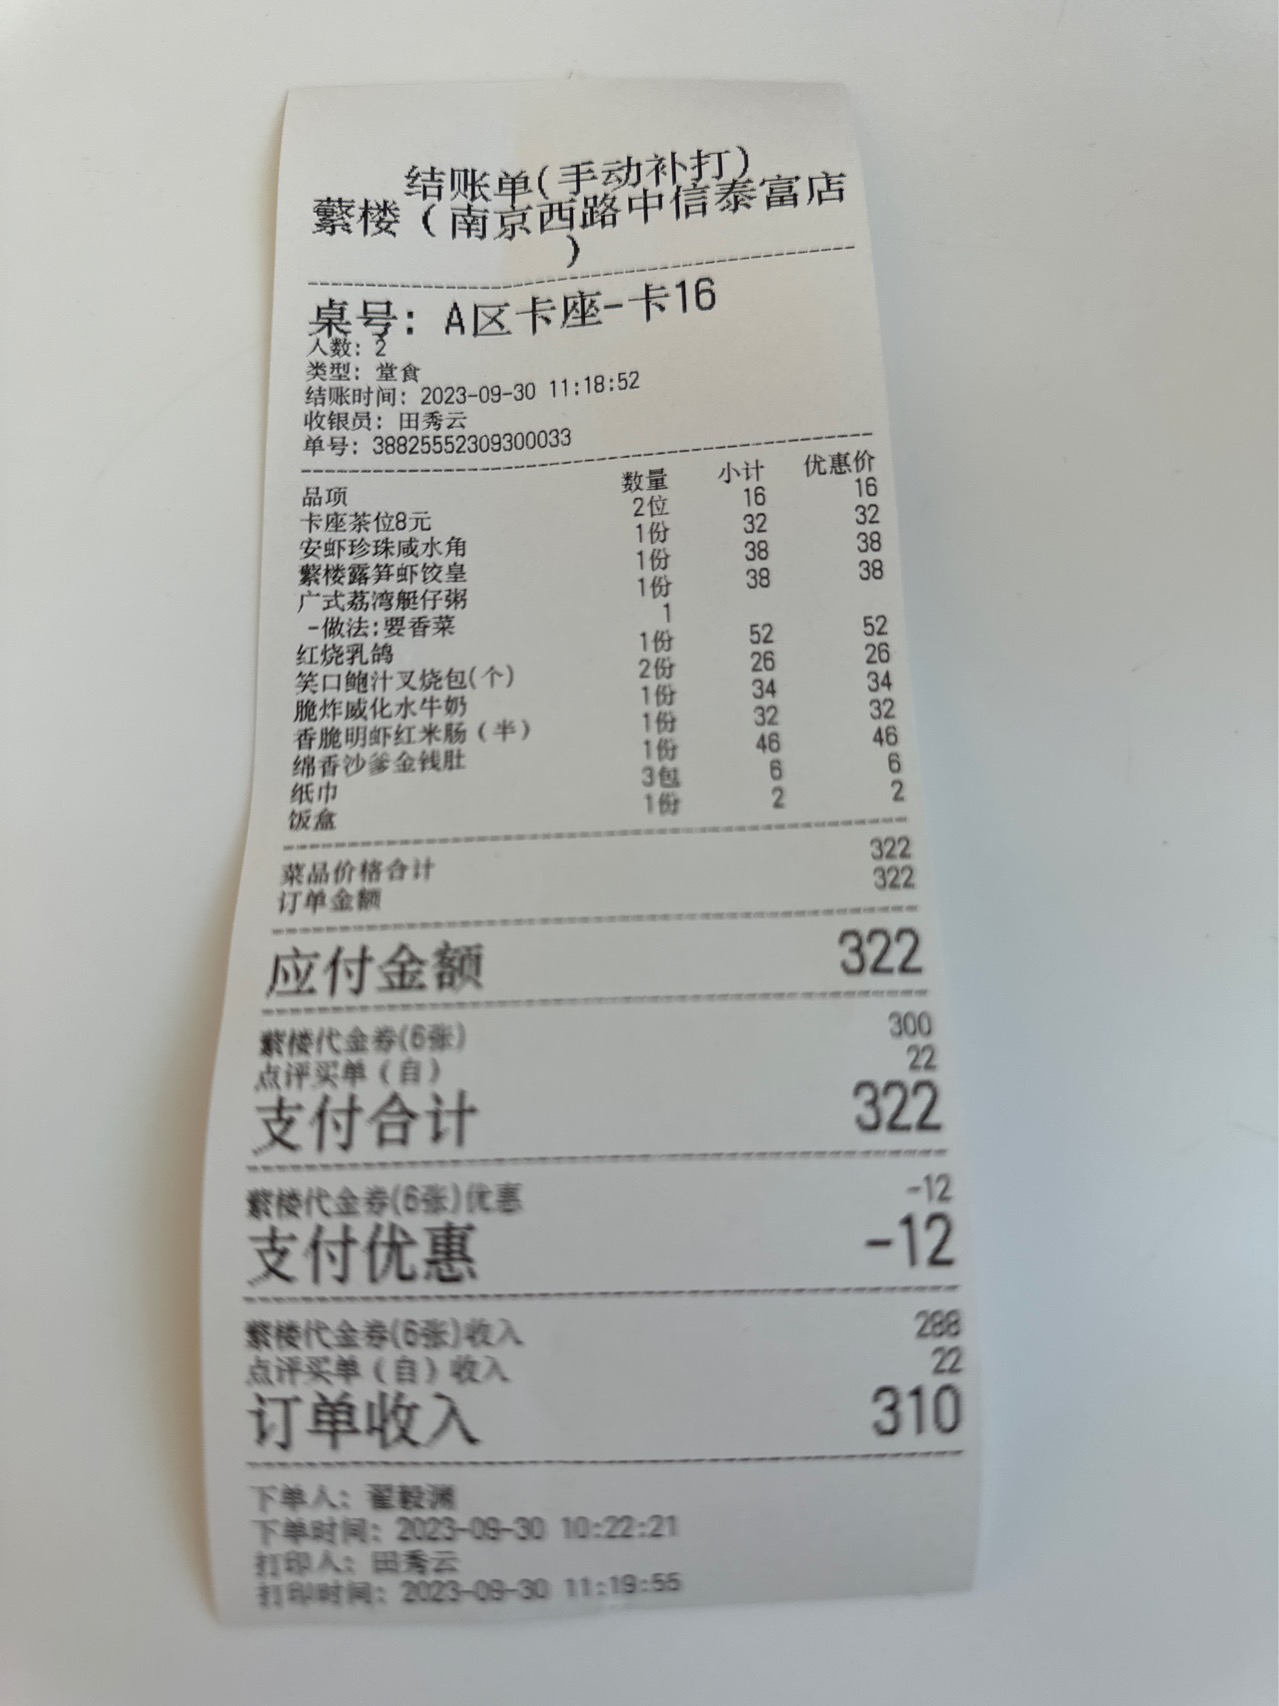 结账单(手动补打)
蘩楼（南京西路中信泰富店
）
桌号: A区卡座-卡16
人数: 2
类型: 堂食
结账时间: 2023-09-30 11:18:52
收银员: 田秀云
单号: 38825552309300033
品项 数量 小计 优惠价
卡座茶位8元 2位 16 16
安虾珍珠咸水角 1份 32 32
蘩楼露笋虾饺皇 1份 38 38
广式荔湾艇仔粥 1份 38 38
-做法:要香菜 1
红烧乳鸽 1份 52 52
笑口鲍汁叉烧包(个) 2份 26 26
脆炸威化水牛奶 1份 34 34
香脆明虾红米肠（半） 1份 32 32
绵香沙爹金钱肚 1份 46 46
纸巾 3包 6 6
饭盒 1份 2 2
菜品价格合计 322
订单金额 322
应付金额 322
蘩楼代金券(6张) 300
点评买单（自） 22
支付合计 322
蘩楼代金券(6张)优惠 -12
支付优惠 -12
蘩楼代金券(6张)收入 288
点评买单（自）收入 22
订单收入 310
下单人: 翟毅渊
下单时间: 2023-09-30 10:22:21
打印人: 田秀云
打印时间: 2023-09-30 11:19:55